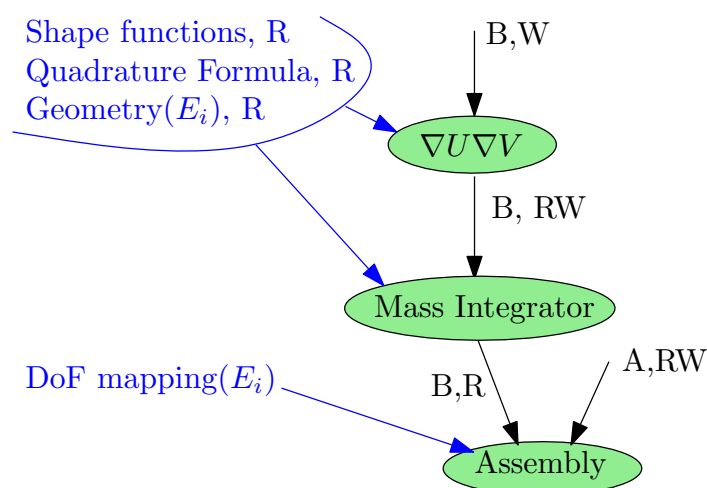 Shape functions, R
Quadrature Formula, R
Geometry(E_i), R
B,W
∇U∇V
B, RW
Mass Integrator
DoF mapping(E_i)
B,R
A,RW
Assembly